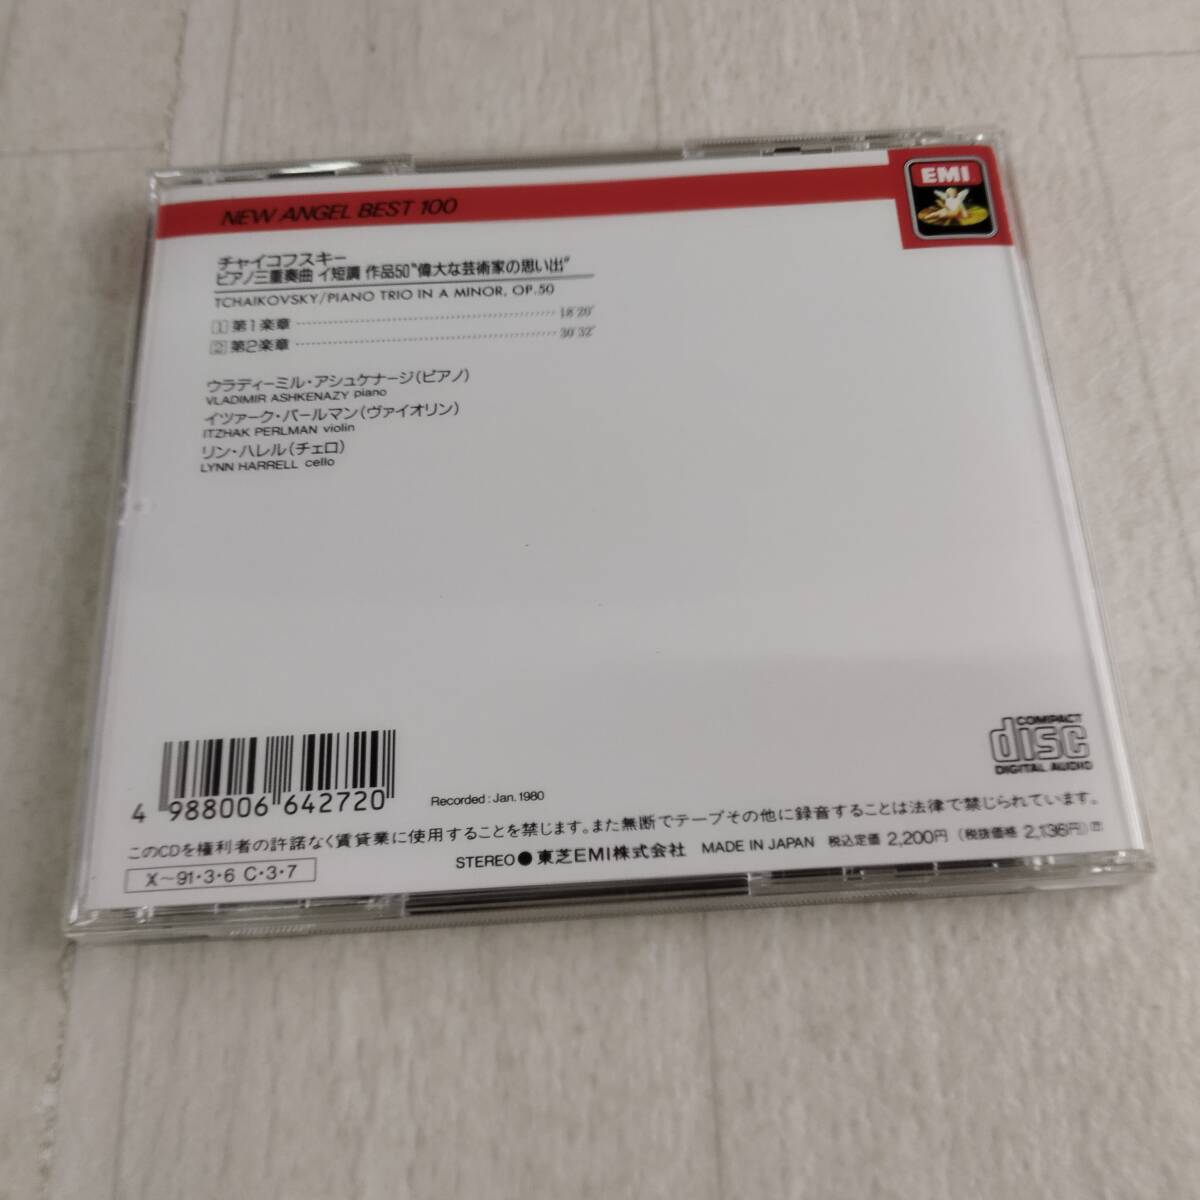 NEW ANGEL BEST 100
EMI
チャイコフスキー
ピアノ三重奏曲 イ短調 作品50"偉大な芸術家の思い出"
TCHAIKOVSKY/PIANO TRIO IN A MINOR, OP.50
1 第1楽章 18'20"
2 第2楽章 30'32"
ウラディーミル・アシュケナージ(ピアノ)
VLADIMIR ASHKENAZY piano
イツァーク・パールマン(ヴァイオリン)
ITZHAK PERLMAN violin
リン・ハレル(チェロ)
LYNN HARRELL cello
COMPACT
disc
DIGITAL AUDIO
4 988006 642720
Recorded : Jan. 1980
このCDを権利者の許諾なく賃貸業に使用することを禁じます。また無断でテープその他に録音することは法律で禁じられています。
X〜91・3・6 C・3・7
STEREO● 東芝EMI株式会社 MADE IN JAPAN 税込定価 2,200円 (税抜価格 2,136円)